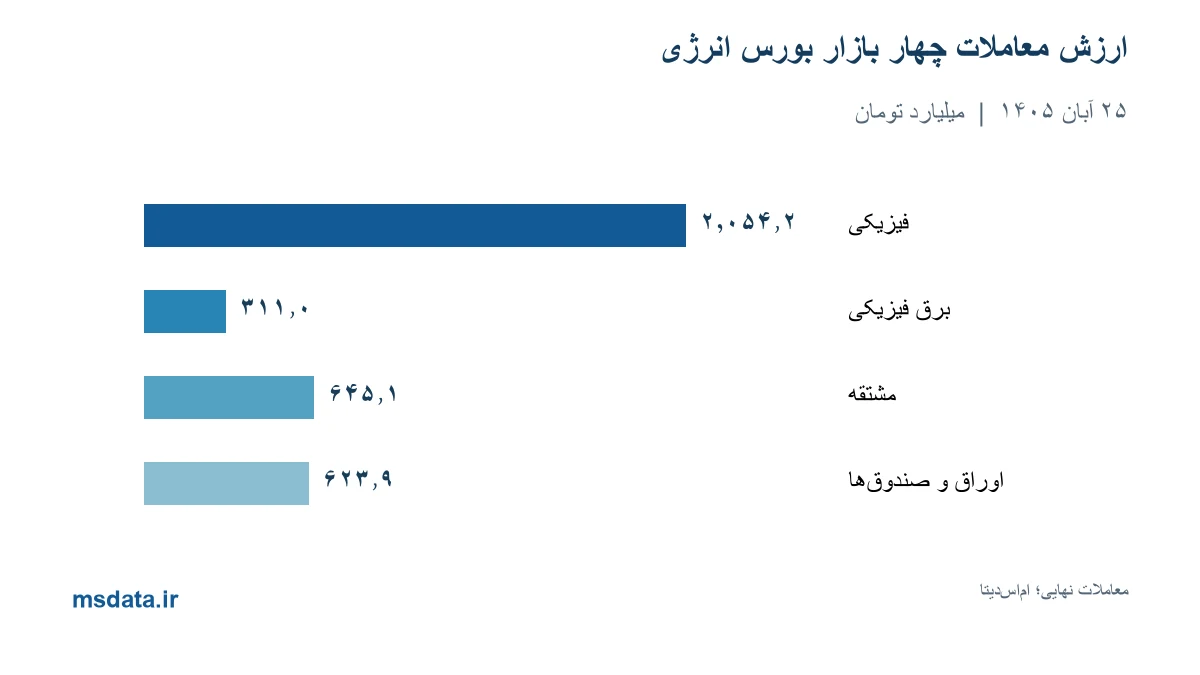 ارزش معاملات چهار بازار بورس انرژی
۲۵ آبان ۱۴۰۵ | میلیارد تومان
فیزیکی ۲,۰۵۴,۲
برق فیزیکی ۳۱۱,۰
مشتقه ۶۴۵,۱
اوراق و صندوق‌ها ۶۲۳,۹
معاملات نهایی؛ ام‌اس‌دیتا
msdata.ir